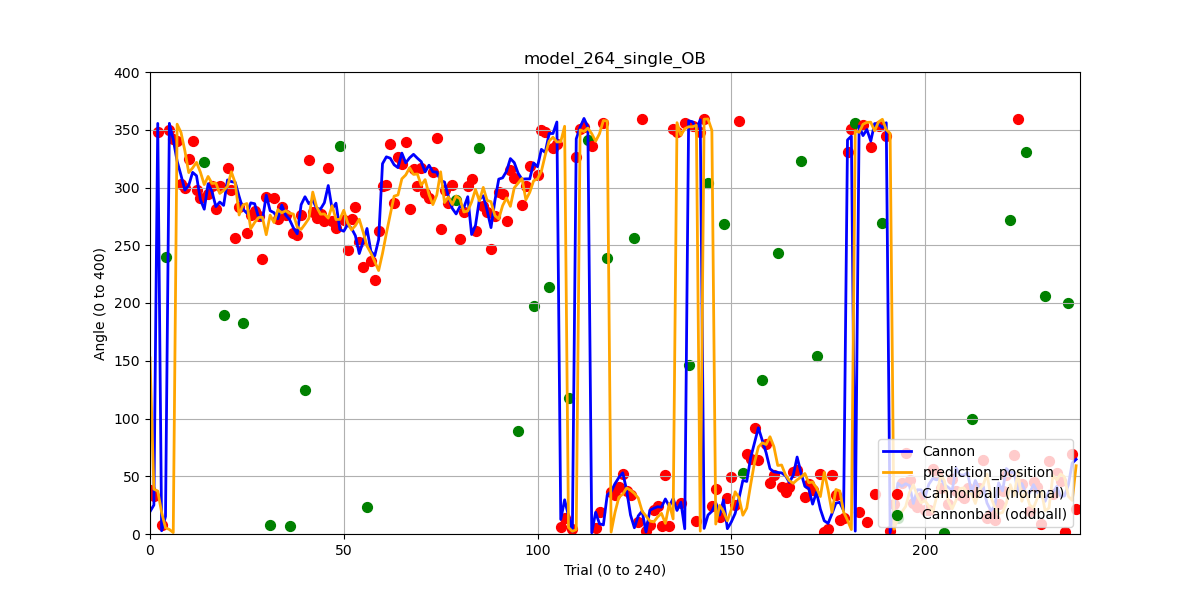 model_264_single_OB
400
350
300
250
200
150
100
50
0
Angle (0 to 400)
0 50 100 150 200
Trial (0 to 240)
Cannon
prediction_position
Cannonball (normal)
Cannonball (oddball)